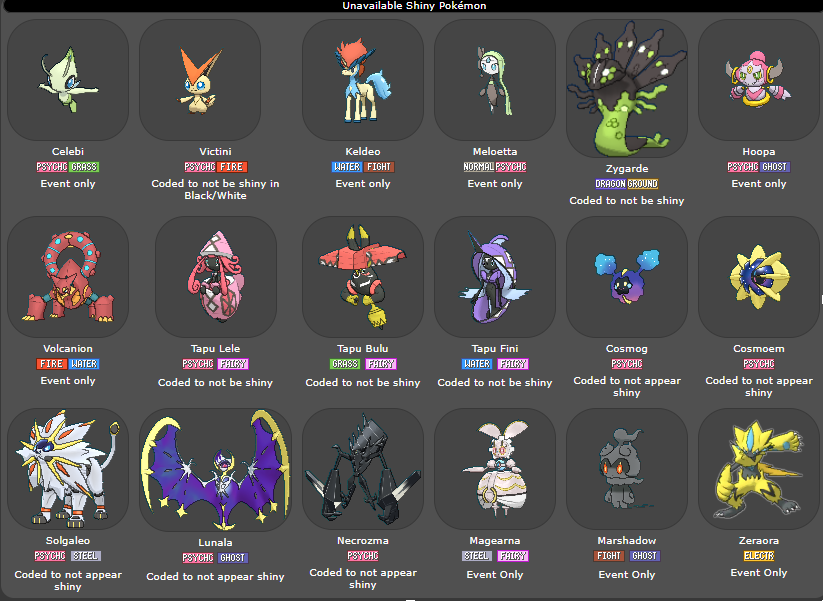 Unavailable Shiny Pokémon
Celebi
PSYCHC GRASS
Event only
Victini
PSYCHC FIRE
Coded to not be shiny in
Black/White
Keldeo
WATER FIGHT
Event only
Meloetta
NORMAL PSYCHC
Event only
Zygarde
DRAGON GROUND
Coded to not be shiny
Hoopa
PSYCHC GHOST
Event only
Volcanion
FIRE WATER
Event only
Tapu Lele
PSYCHC FAIRY
Coded to not be shiny
Tapu Bulu
GRASS FAIRY
Coded to not be shiny
Tapu Fini
WATER FAIRY
Coded to not be shiny
Cosmog
PSYCHC
Coded to not appear
shiny
Cosmoem
PSYCHC
Coded to not appear
shiny
Solgaleo
PSYCHC STEEL
Coded to not appear
shiny
Lunala
PSYCHC GHOST
Coded to not appear shiny
Necrozma
PSYCHC
Coded to not appear
shiny
Magearna
STEEL FAIRY
Event Only
Marshadow
FIGHT GHOST
Event Only
Zeraora
ELECTR
Event Only